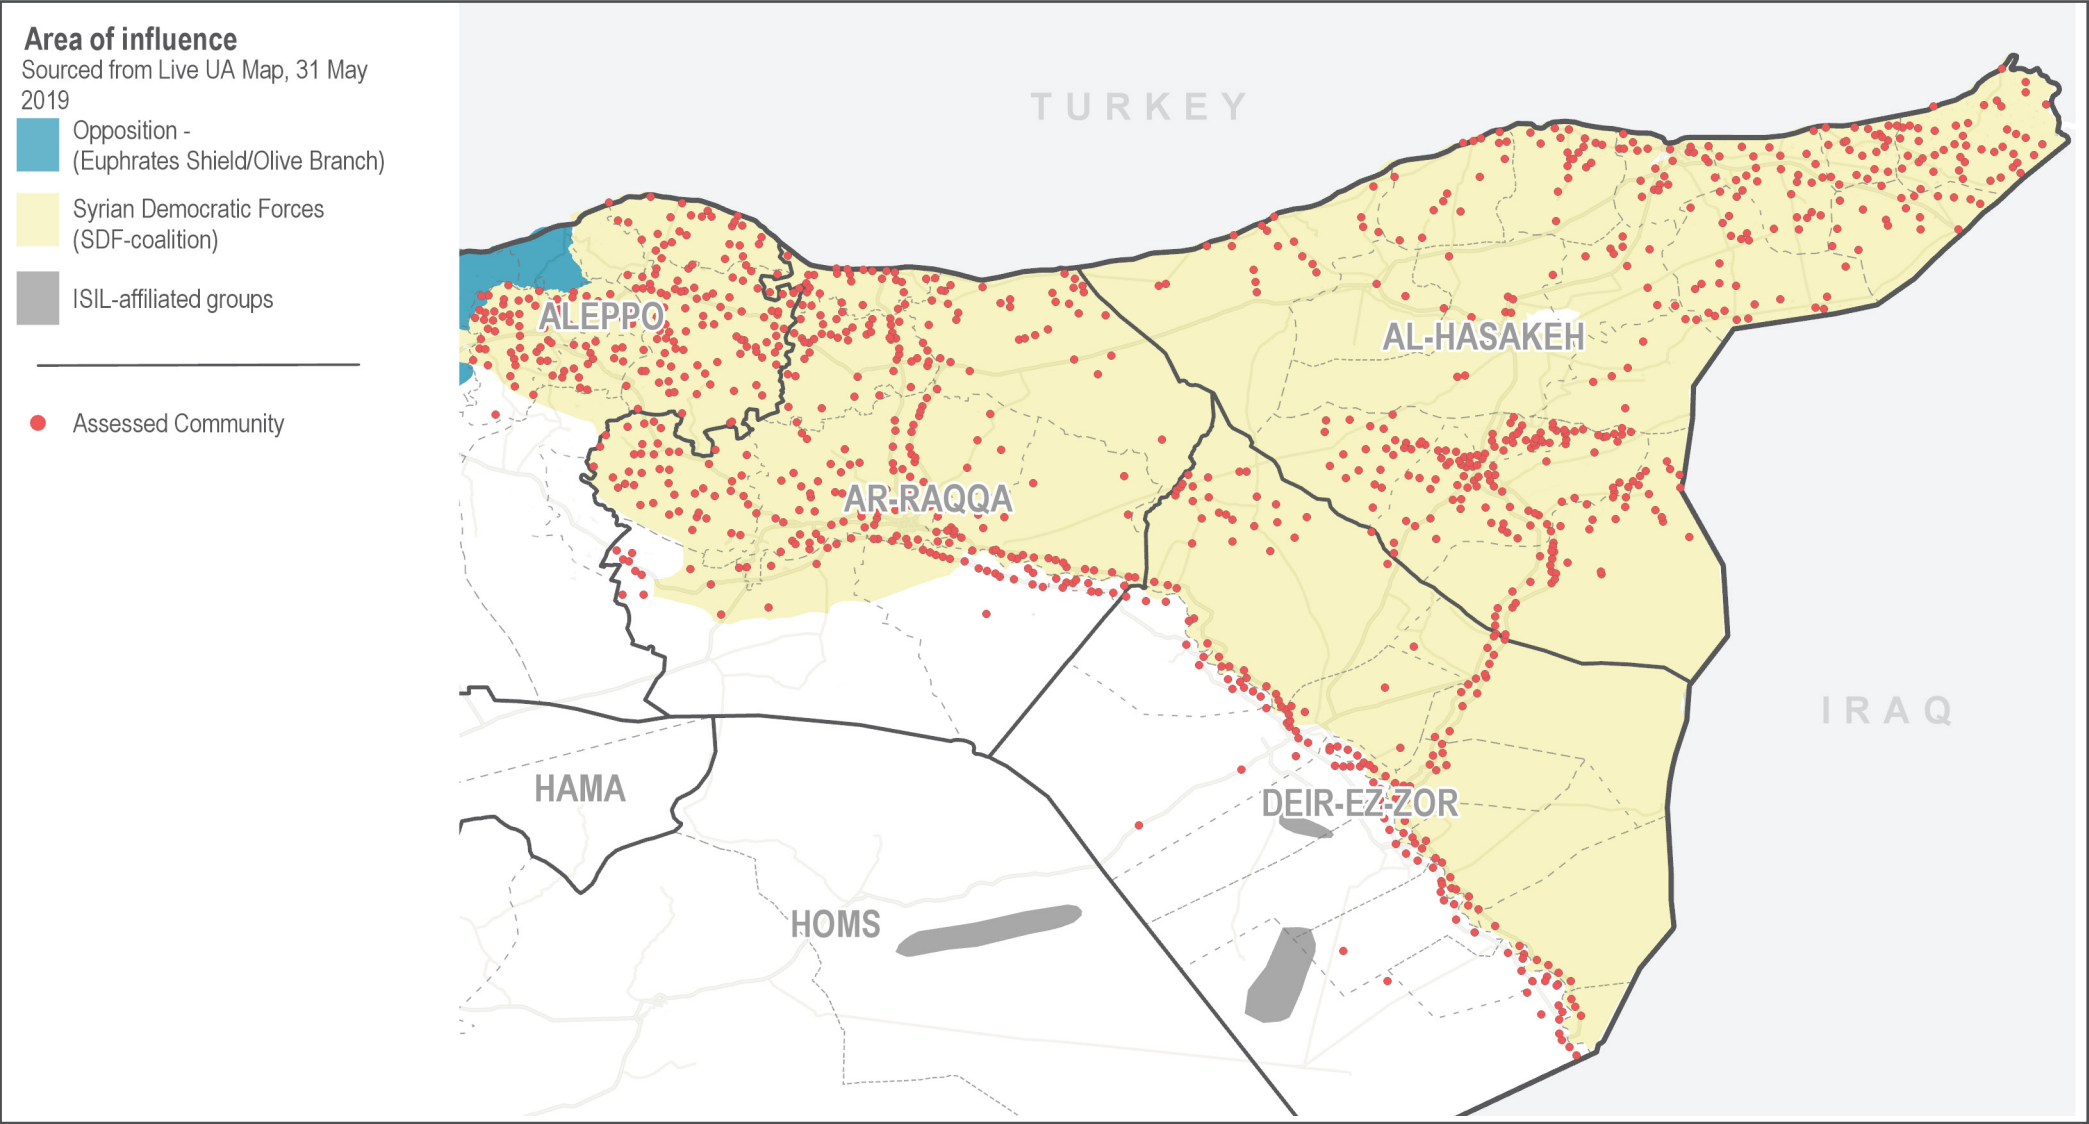 Area of influence
Sourced from Live UA Map, 31 May
2019
Opposition -
(Euphrates Shield/Olive Branch)
Syrian Democratic Forces
(SDF-coalition)
ISIL-affiliated groups
Assessed Community
TURKEY
ALEPPO
AL-HASAKEH
AR-RAQQA
IRAQ
HAMA
DEIR-EZ-ZOR
HOMS